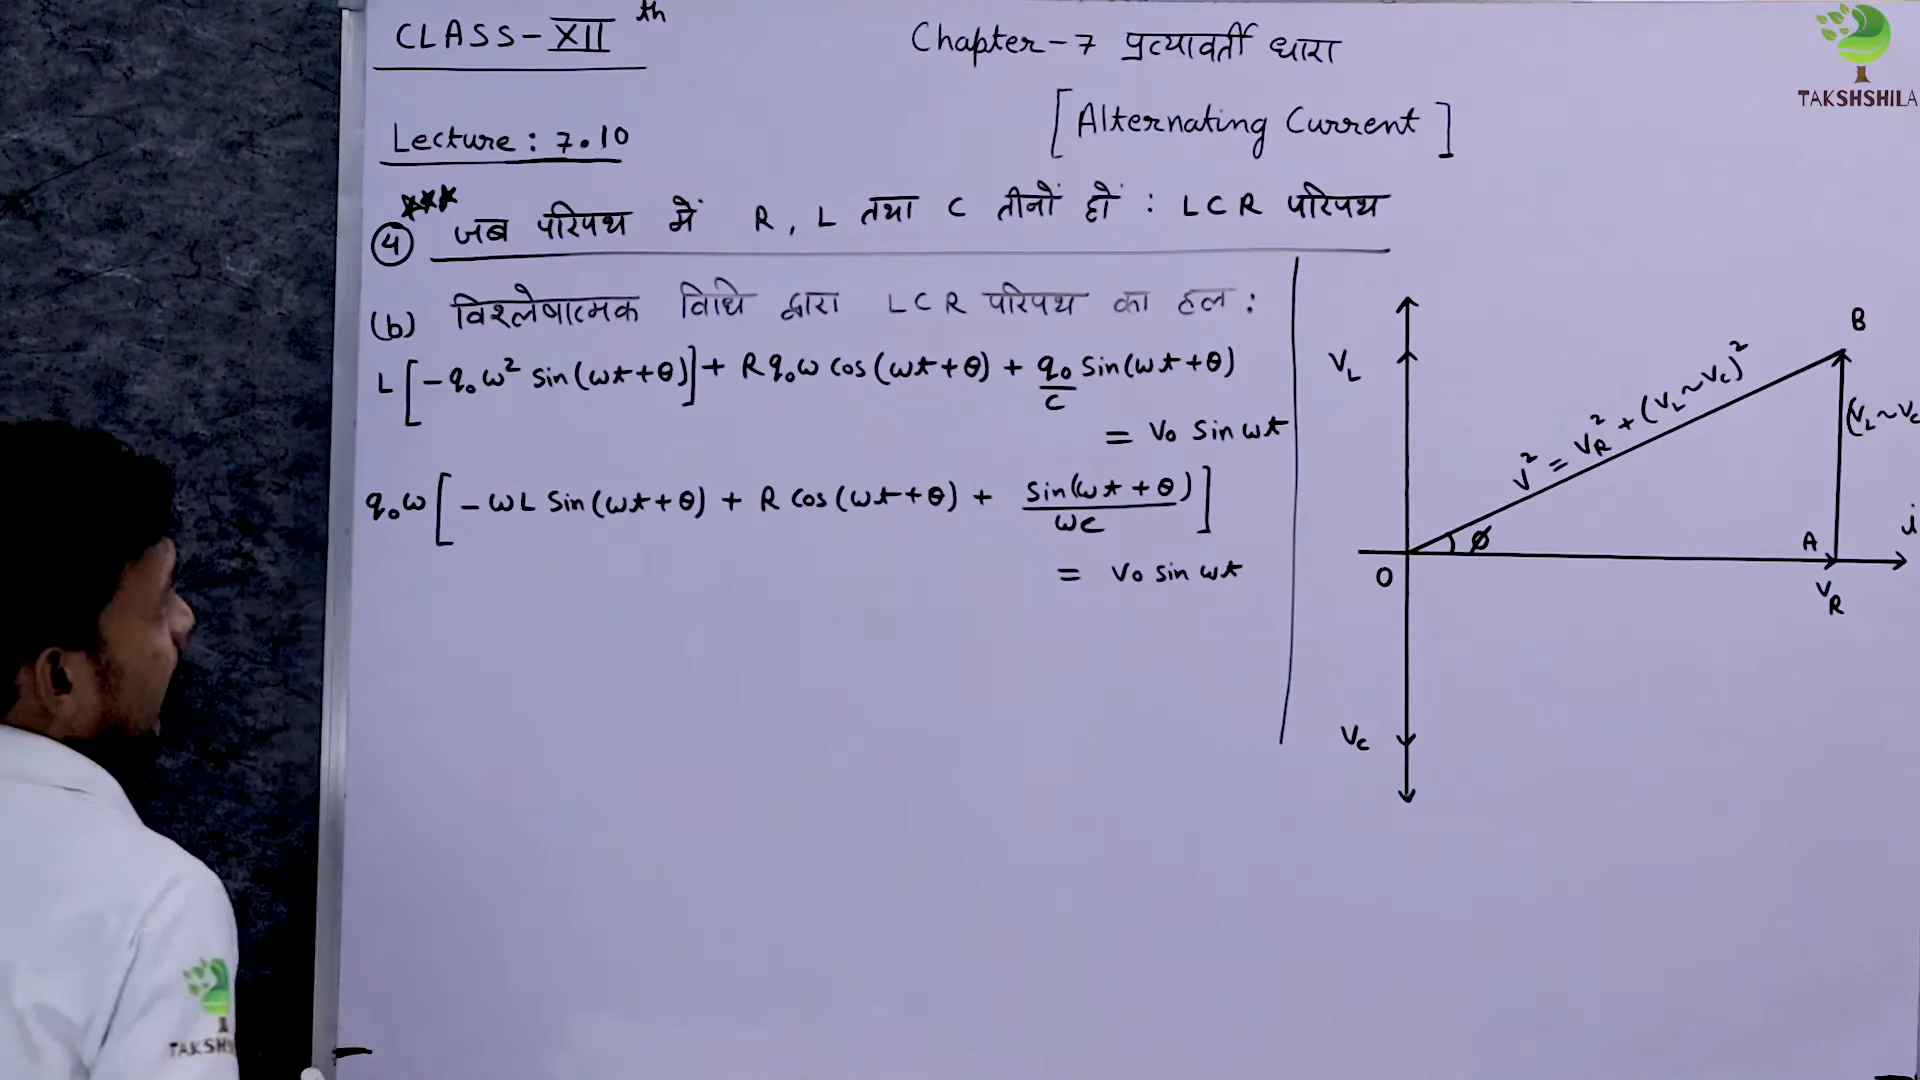 CLASS-XII th
Chapter-7 प्रत्यावर्ती धारा
TAKSHSHILA
[Alternating Current]
Lecture: 7.10
*** ④ जब परिपथ में R, L तथा C तीनों हों : LCR परिपथ
(b) विश्लेषात्मक विधि द्वारा LCR परिपथ का हल :
L[-q₀ω² sin(ωt+θ)] + Rq₀ω cos(ωt+θ) + q₀/C Sin(ωt+θ)
= V₀ Sin ωt
q₀ω[-ωL Sin(ωt+θ) + R cos(ωt+θ) + sin(ωt+θ)/ωC]
= V₀ sin ωt
B
V_L
V² = V_R² + (V_L ~ V_C)²
(V_L ~ V_C
i
φ
A
O
V_R
V_C